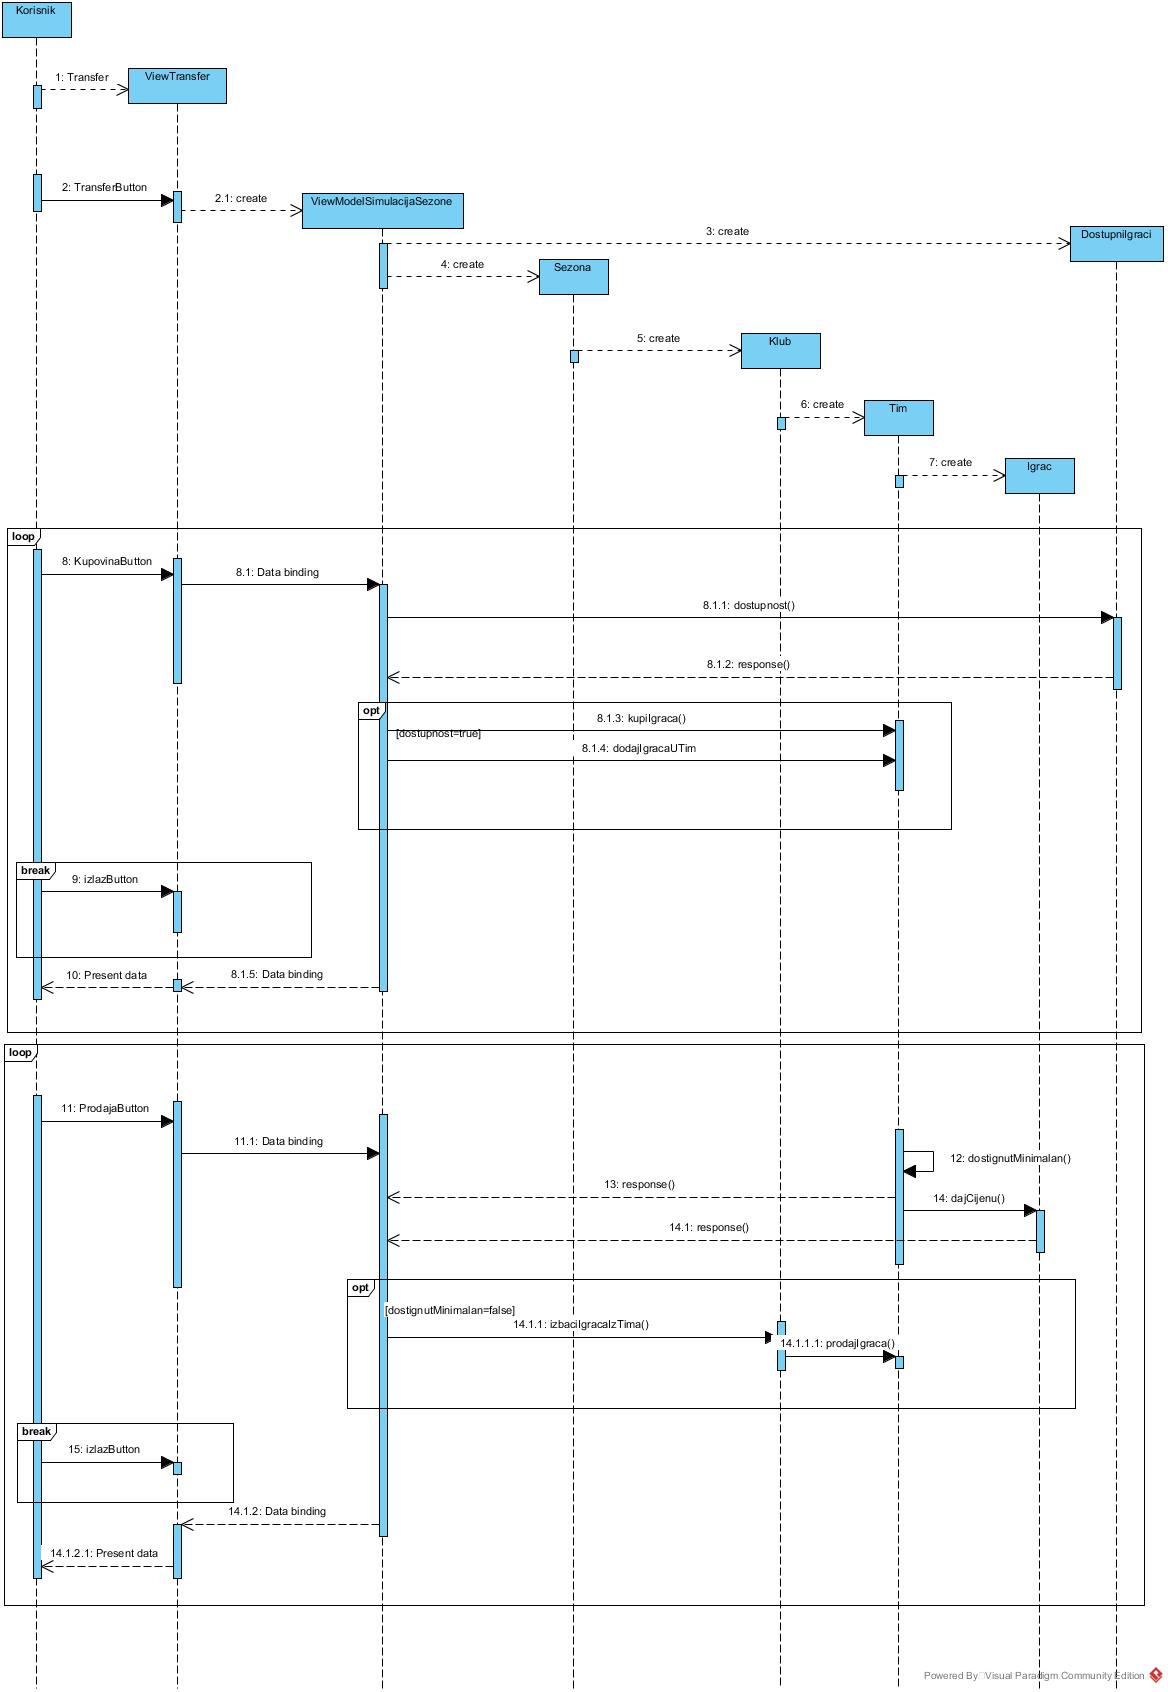 Korisnik
1: Transfer
ViewTransfer
2: TransferButton
2.1: create
ViewModelSimulacijaSezone
3: create
DostupniIgraci
4: create
Sezona
5: create
Klub
6: create
Tim
7: create
Igrac
loop
8: KupovinaButton
8.1: Data binding
8.1.1: dostupnost()
8.1.2: response()
opt
8.1.3: kupiIgraca()
[dostupnost=true]
8.1.4: dodajIgracaUTim
break
9: izlazButton
10: Present data
8.1.5: Data binding
loop
11: ProdajaButton
11.1: Data binding
12: dostignutMinimalan()
13: response()
14: dajCijenu()
14.1: response()
opt
[dostignutMinimalan=false]
14.1.1: izbaciIgracaIzTima()
14.1.1.1: prodajIgraca()
break
15: izlazButton
14.1.2: Data binding
14.1.2.1: Present data
Powered By Visual Paradigm Community Edition